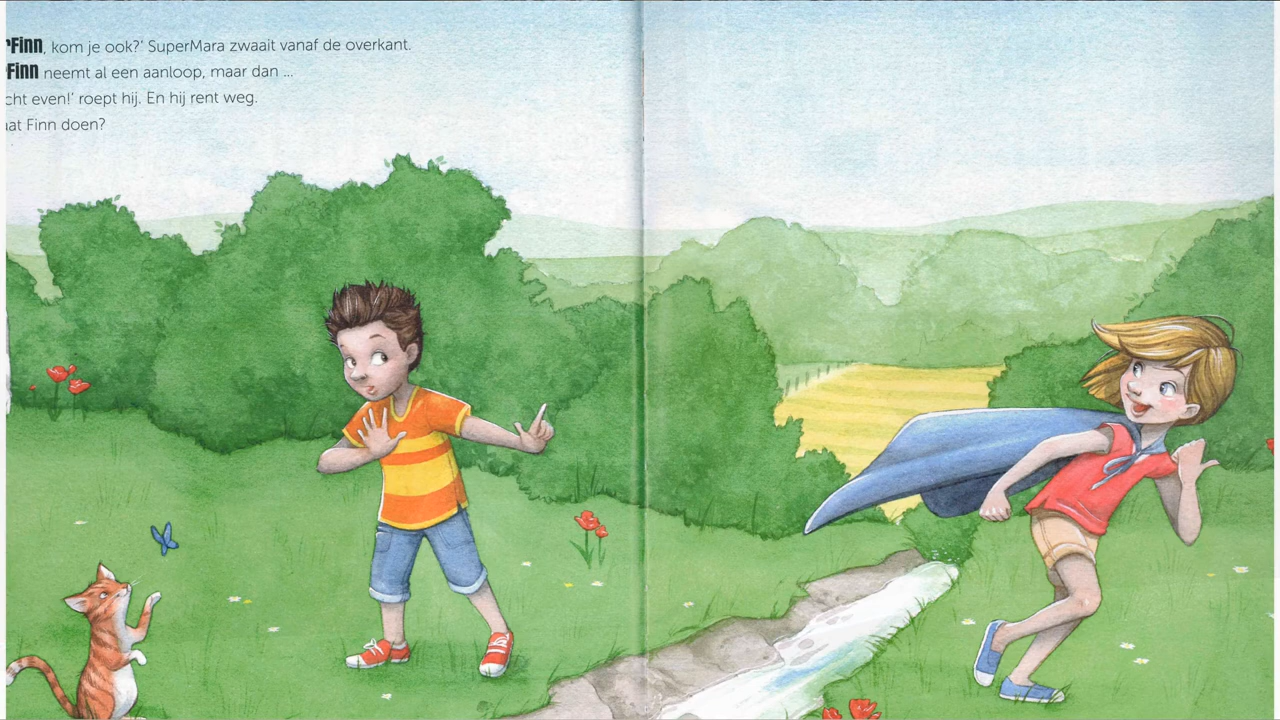 Finn, kom je ook?' SuperMara zwaait vanaf de overkant.
Finn neemt al een aanloop, maar dan ...
cht even!' roept hij. En hij rent weg.
at Finn doen?